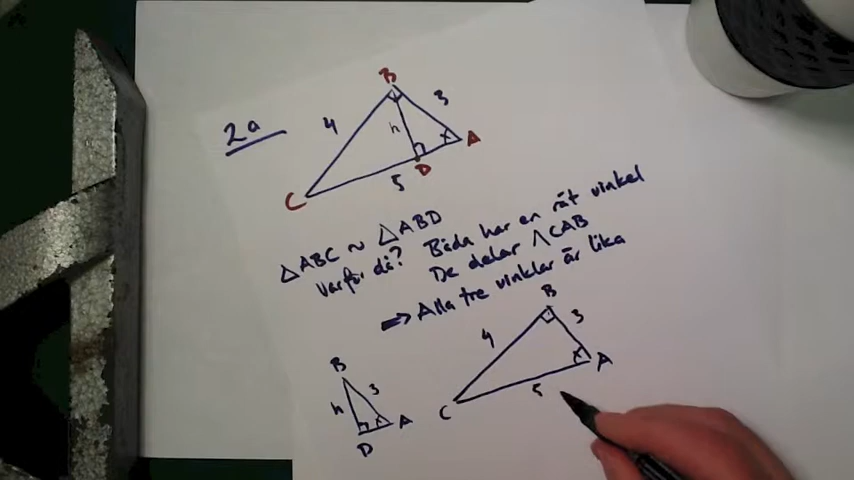 2a
B
4
3
h
A
D
5
C
△ABC ~ △ABD
Varför då? Båda har en rät vinkel
De delar ∧CAB
⇒ Alla tre vinklar är lika
B
3
h
A
D
B
4
3
A
C
5